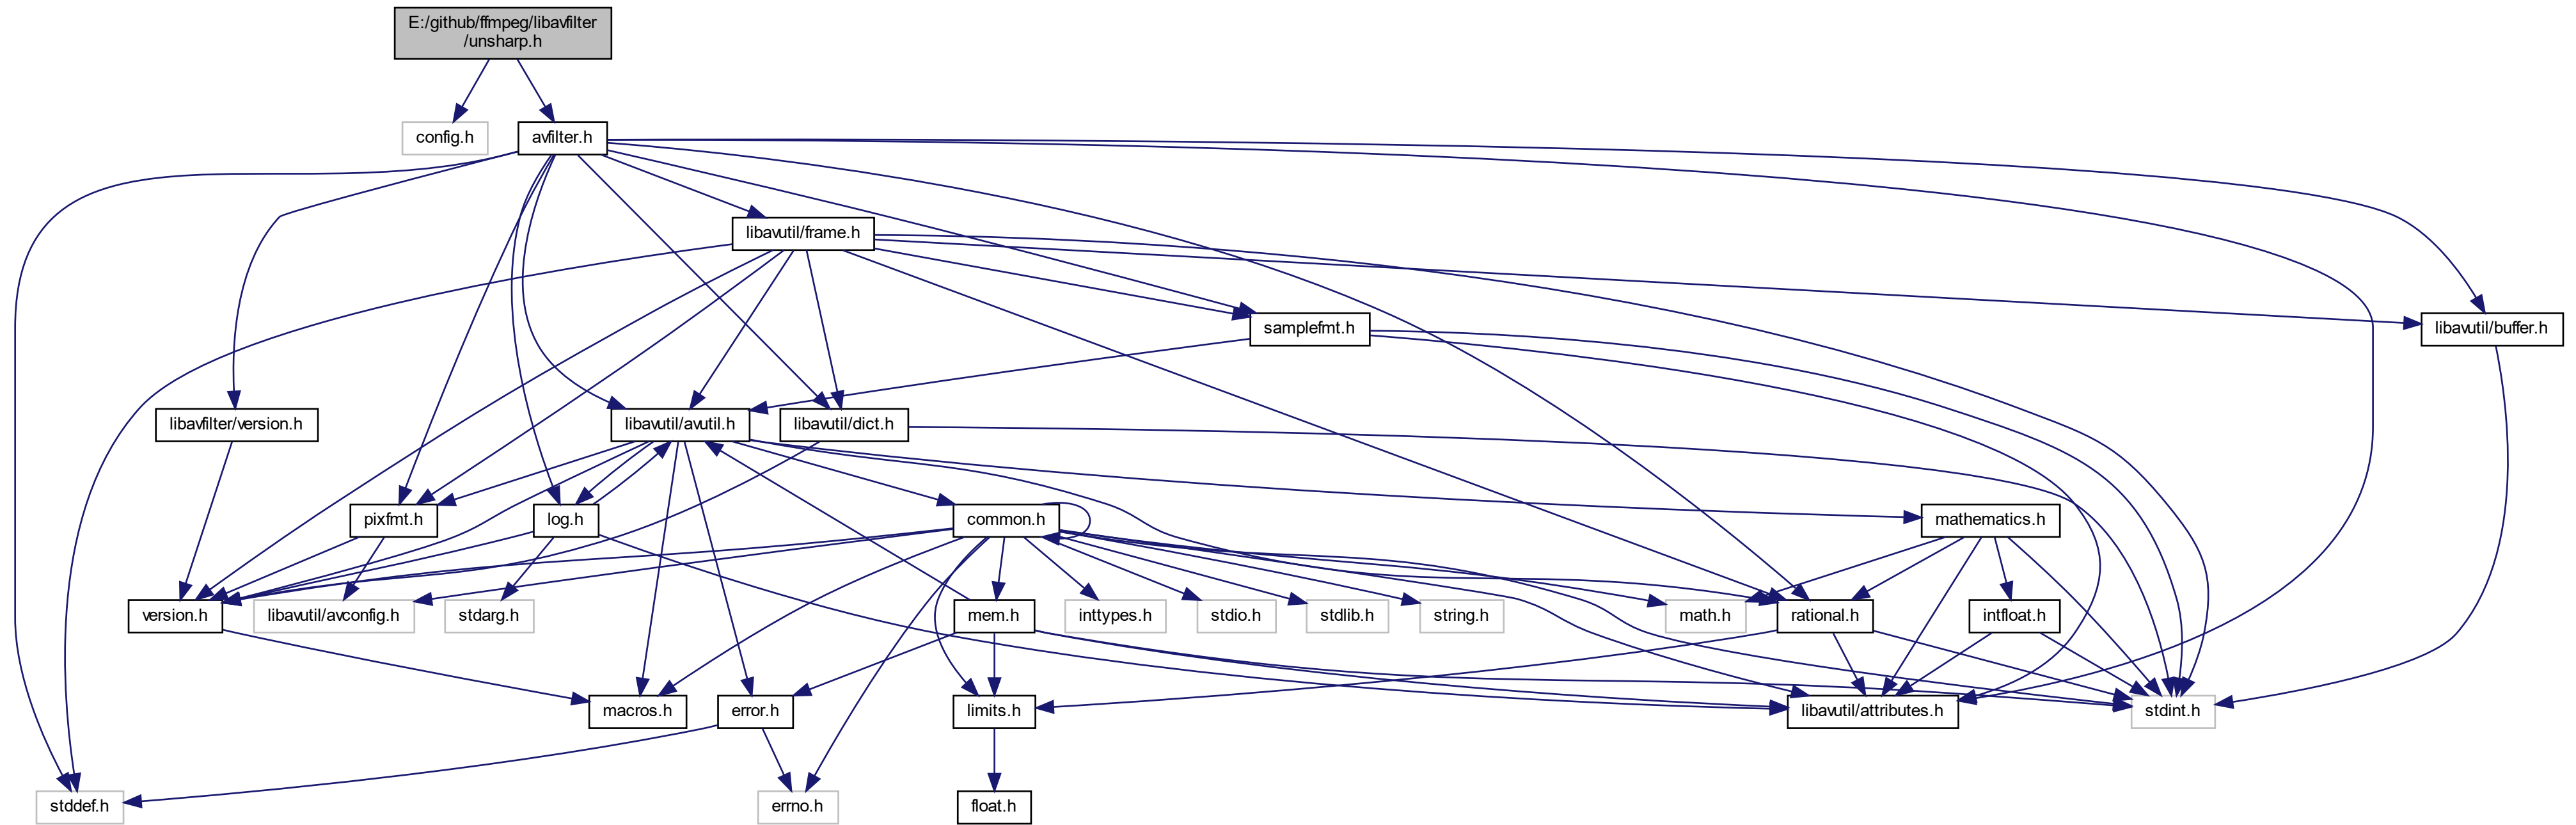 E:/github/ffmpeg/libavfilter
/unsharp.h
config.h
avfilter.h
libavutil/frame.h
samplefmt.h
libavutil/buffer.h
libavfilter/version.h
libavutil/avutil.h
libavutil/dict.h
pixfmt.h
log.h
common.h
mathematics.h
version.h
libavutil/avconfig.h
stdarg.h
mem.h
inttypes.h
stdio.h
stdlib.h
string.h
math.h
rational.h
intfloat.h
macros.h
error.h
limits.h
libavutil/attributes.h
stdint.h
stddef.h
errno.h
float.h